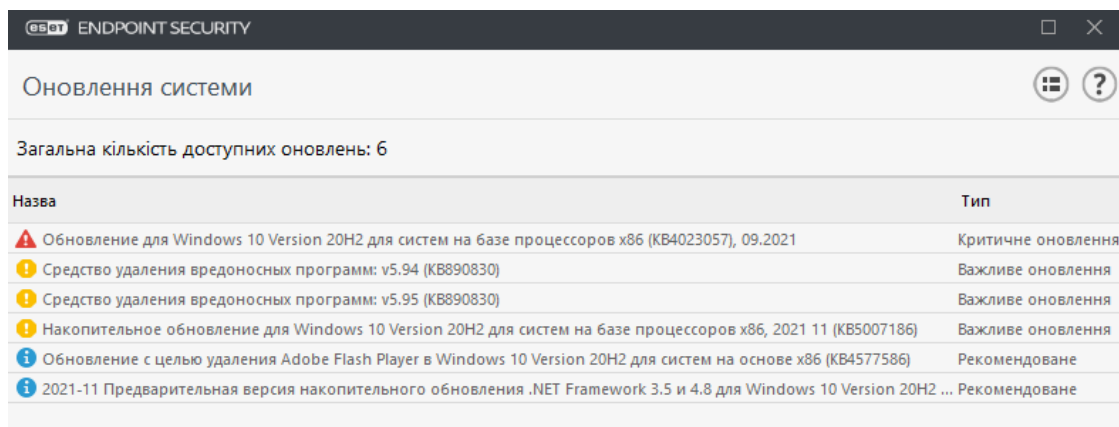 eset ENDPOINT SECURITY
Оновлення системи
Загальна кількість доступних оновлень: 6
Назва Тип
Обновление для Windows 10 Version 20H2 для систем на базе процессоров x86 (KB4023057), 09.2021 Критичне оновлення
Средство удаления вредоносных программ: v5.94 (KB890830) Важливе оновлення
Средство удаления вредоносных программ: v5.95 (KB890830) Важливе оновлення
Накопительное обновление для Windows 10 Version 20H2 для систем на базе процессоров x86, 2021 11 (KB5007186) Важливе оновлення
Обновление с целью удаления Adobe Flash Player в Windows 10 Version 20H2 для систем на основе x86 (KB4577586) Рекомендоване
2021-11 Предварительная версия накопительного обновления .NET Framework 3.5 и 4.8 для Windows 10 Version 20H2 ... Рекомендоване